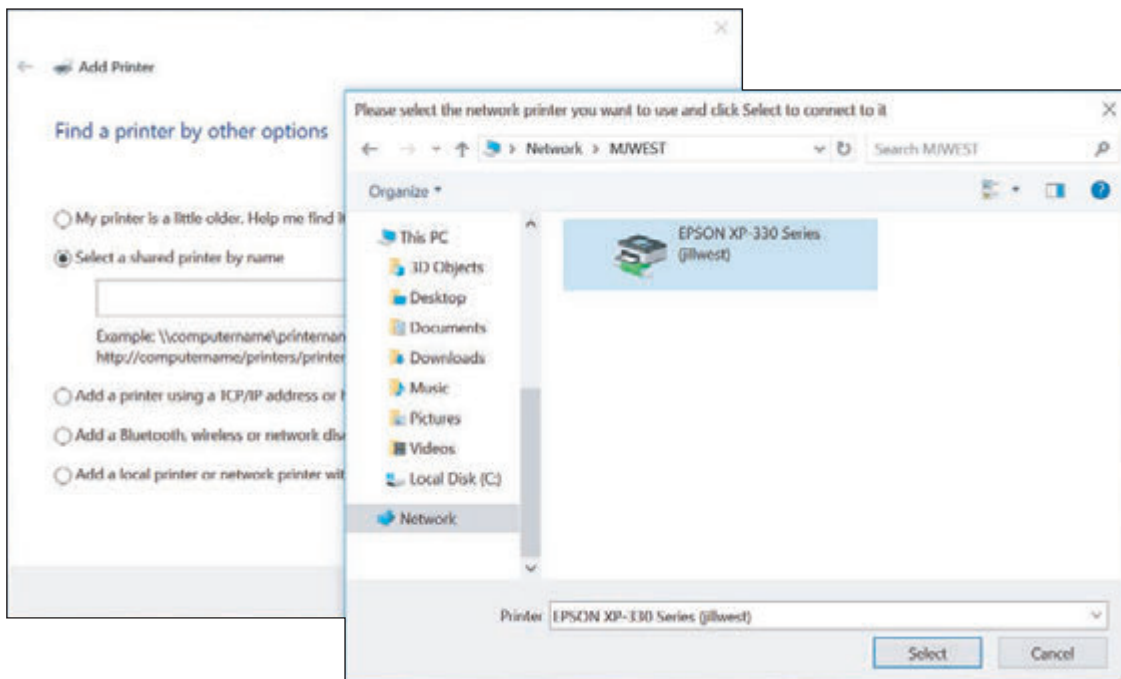 Add Printer
Find a printer by other options
My printer is a little older. Help me find
Select a shared printer by name
Example: \\computername\printernan
http://computername/printers/printer
Add a printer using a TCP/IP address or
Add a Bluetooth, wireless or network
Add a local printer or network printer
Please select the network printer you want to use and click Select to connect to it
Network > MJWEST
Search MJWEST
Organize
This PC
3D Objects
Desktop
Documents
Downloads
Music
Pictures
Videos
Local Disk (C:)
Network
EPSON XP-330 Series
(jillwest)
Printer EPSON XP-330 Series (jillwest)
Select Cancel